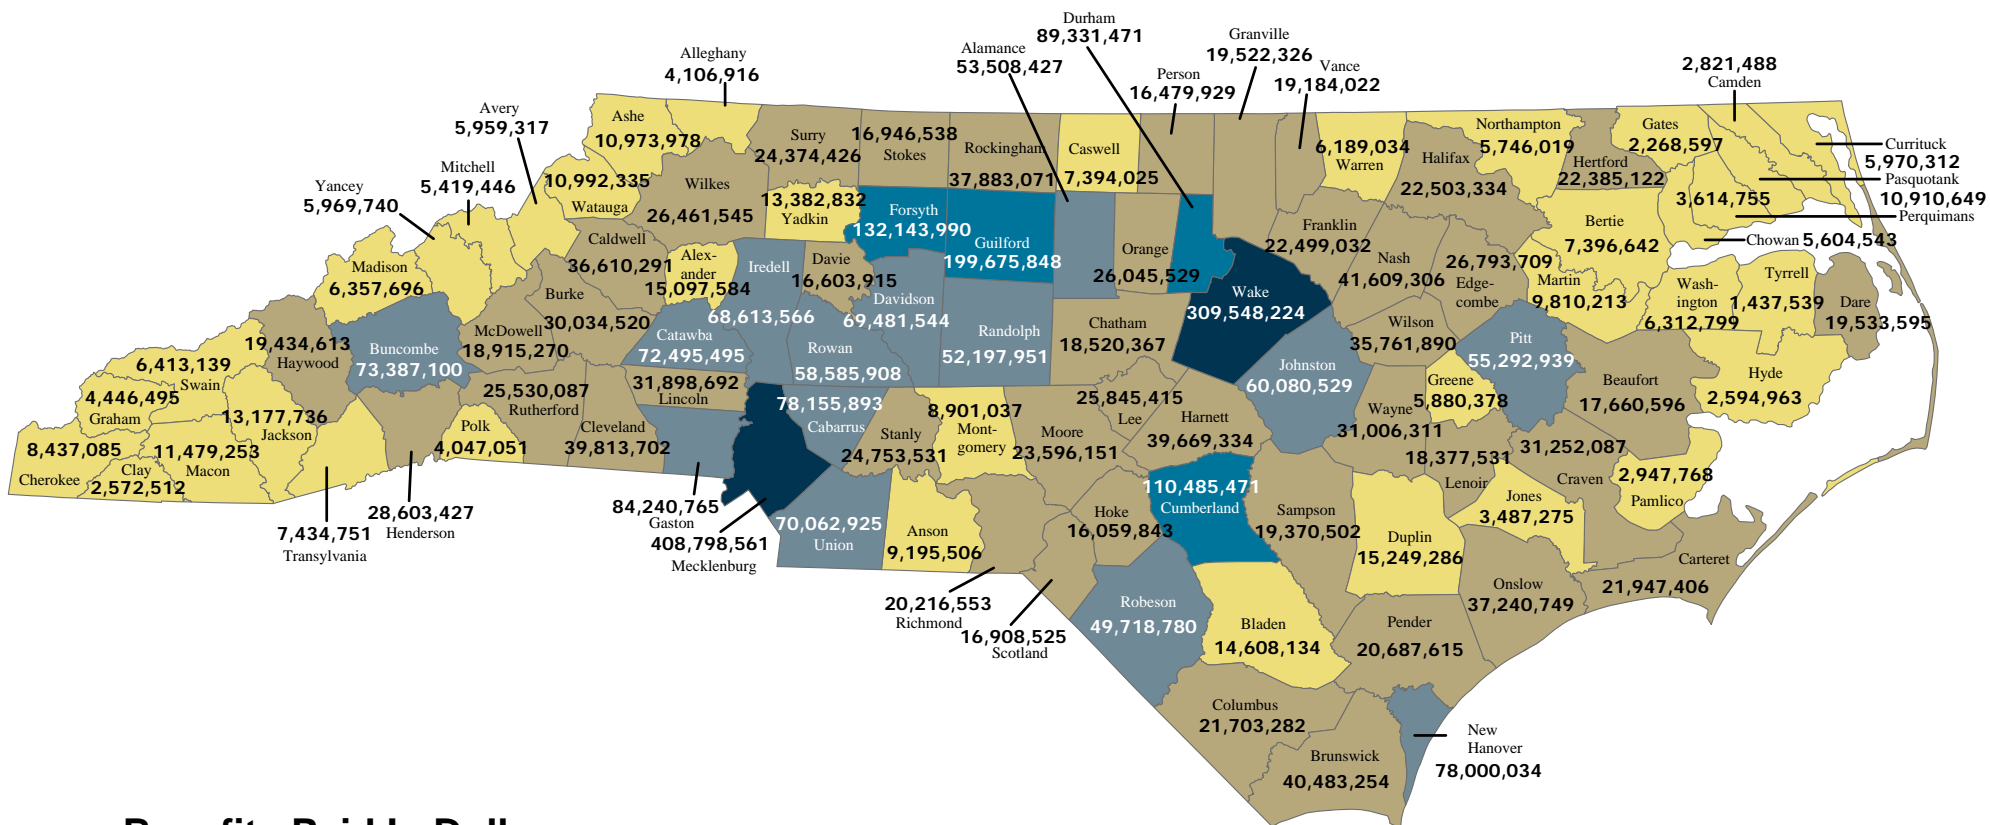 Durham
89,331,471
Granville
19,522,326
Alamance
53,508,427
Alleghany
4,106,916
Vance
19,184,022
Person
16,479,929
2,821,488
Camden
Avery
5,959,317
Ashe
10,973,978
Surry
24,374,426
16,946,538
Stokes
Rockingham
37,883,071
Caswell
7,394,025
6,189,034
Warren
Halifax
22,503,334
Northampton
5,746,019
Hertford
22,385,122
Gates
2,268,597
Currituck
5,970,312
Pasquotank
10,910,649
Perquimans
3,614,755
Chowan 5,604,543
Mitchell
5,419,446
Yancey
5,969,740
10,992,335
Watauga
Wilkes
26,461,545
13,382,832
Yadkin
Forsyth
132,143,990
Guilford
199,675,848
Orange
26,045,529
Franklin
22,499,032
Nash
41,609,306
26,793,709
Edge-
combe
Bertie
7,396,642
Martin
9,810,213
Wash-
ington
6,312,799
Tyrrell
1,437,539
Dare
19,533,595
Madison
6,357,696
Caldwell
36,610,291
Alex-
ander
15,097,584
Iredell
68,613,566
Davie
16,603,915
Davidson
69,481,544
Randolph
52,197,951
Chatham
18,520,367
Wake
309,548,224
Johnston
60,080,529
Wilson
35,761,890
Pitt
55,292,939
Greene
5,880,378
Beaufort
17,660,596
Hyde
2,594,963
Burke
30,034,520
McDowell
18,915,270
Catawba
72,495,495
Rowan
58,585,908
19,434,613
Haywood
Buncombe
73,387,100
6,413,139
Swain
4,446,495
Graham
13,177,736
Jackson
8,437,085
Cherokee
Clay
2,572,512
11,479,253
Macon
7,434,751
Transylvania
28,603,427
Henderson
Polk
4,047,051
25,530,087
Rutherford
Cleveland
39,813,702
31,898,692
Lincoln
84,240,765
Gaston
408,798,561
Mecklenburg
78,155,893
Cabarrus
70,062,925
Union
Stanly
24,753,531
8,901,037
Mont-
gomery
Anson
9,195,506
Moore
23,596,151
25,845,415
Lee
Harnett
39,669,334
Wayne
31,006,311
18,377,531
Lenoir
31,252,087
Craven
2,947,768
Pamlico
Jones
3,487,275
20,216,553
Richmond
16,908,525
Scotland
Hoke
16,059,843
110,485,471
Cumberland
Sampson
19,370,502
Duplin
15,249,286
Onslow
37,240,749
Carteret
21,947,406
Robeson
49,718,780
Bladen
14,608,134
Pender
20,687,615
Columbus
21,703,282
Brunswick
40,483,254
New
Hanover
78,000,034